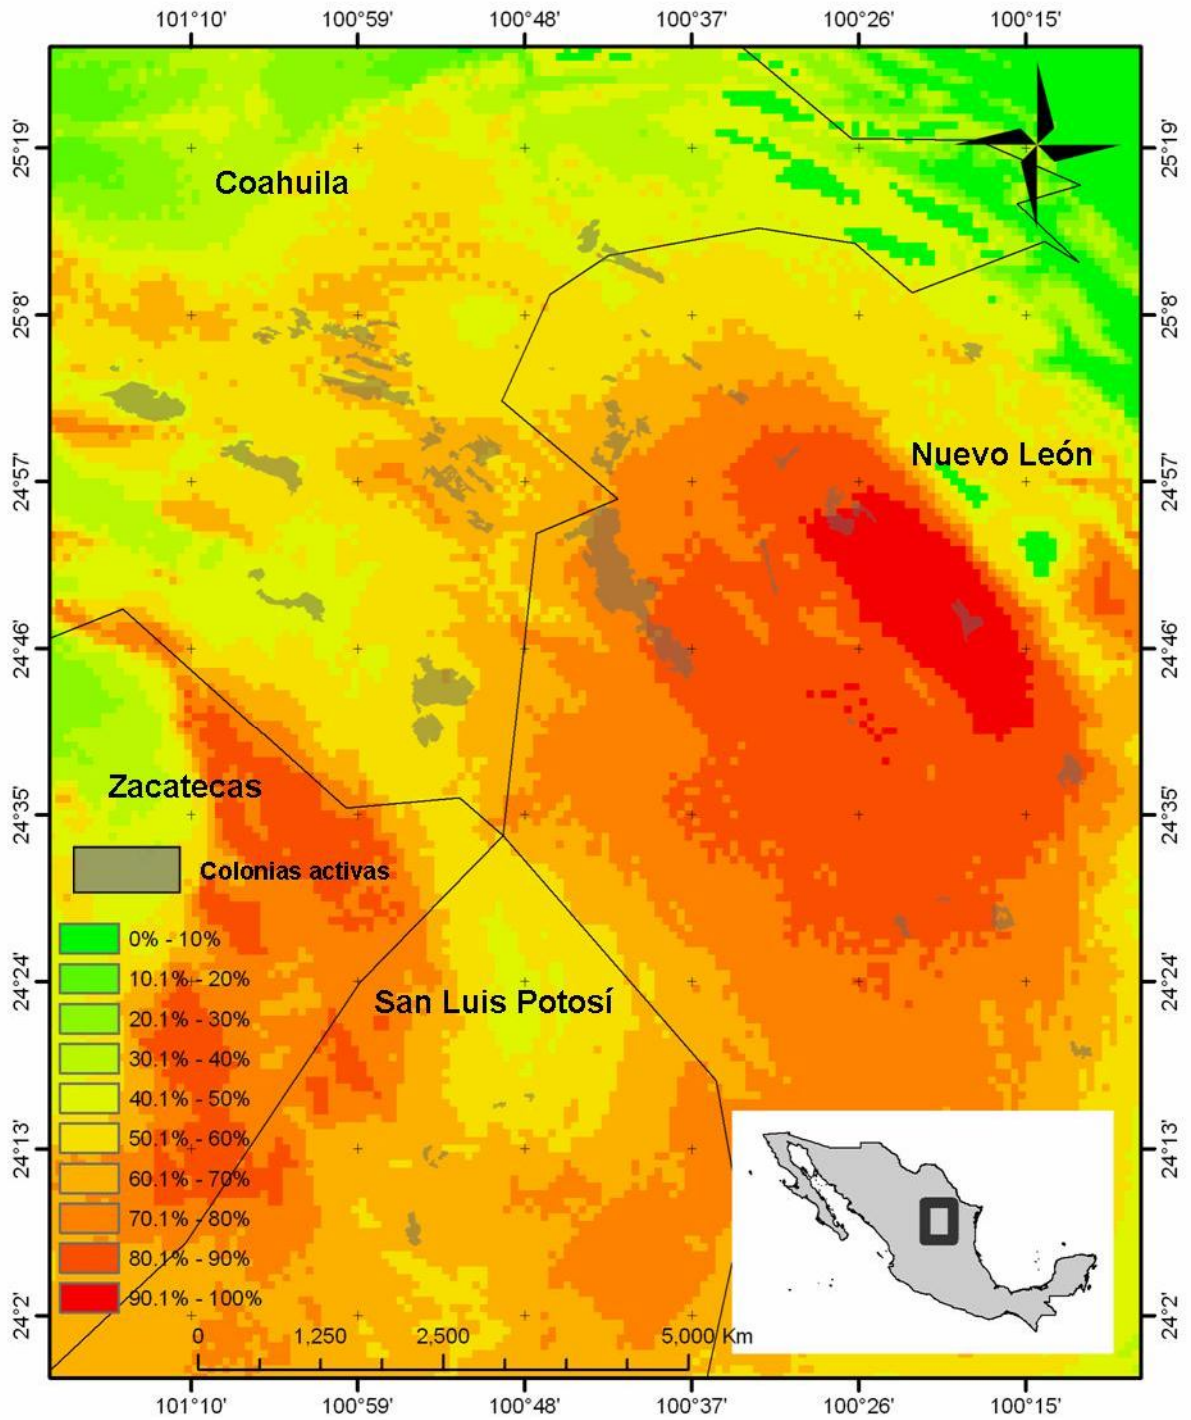 101°10' 100°59' 100°48' 100°37' 100°26' 100°15'
25°19' 25°19'
Coahuila
25°8' 25°8'
Nuevo León
24°57' 24°57'
24°46' 24°46'
Zacatecas
24°35' 24°35'
Colonias activas
0% - 10%
10.1% - 20%
24°24' 24°24'
San Luis Potosí
20.1% - 30%
30.1% - 40%
40.1% - 50%
50.1% - 60%
24°13' 24°13'
60.1% - 70%
70.1% - 80%
80.1% - 90%
90.1% - 100%
24°2' 24°2'
0 1,250 2,500 5,000 Km
101°10' 100°59' 100°48' 100°37' 100°26' 100°15'